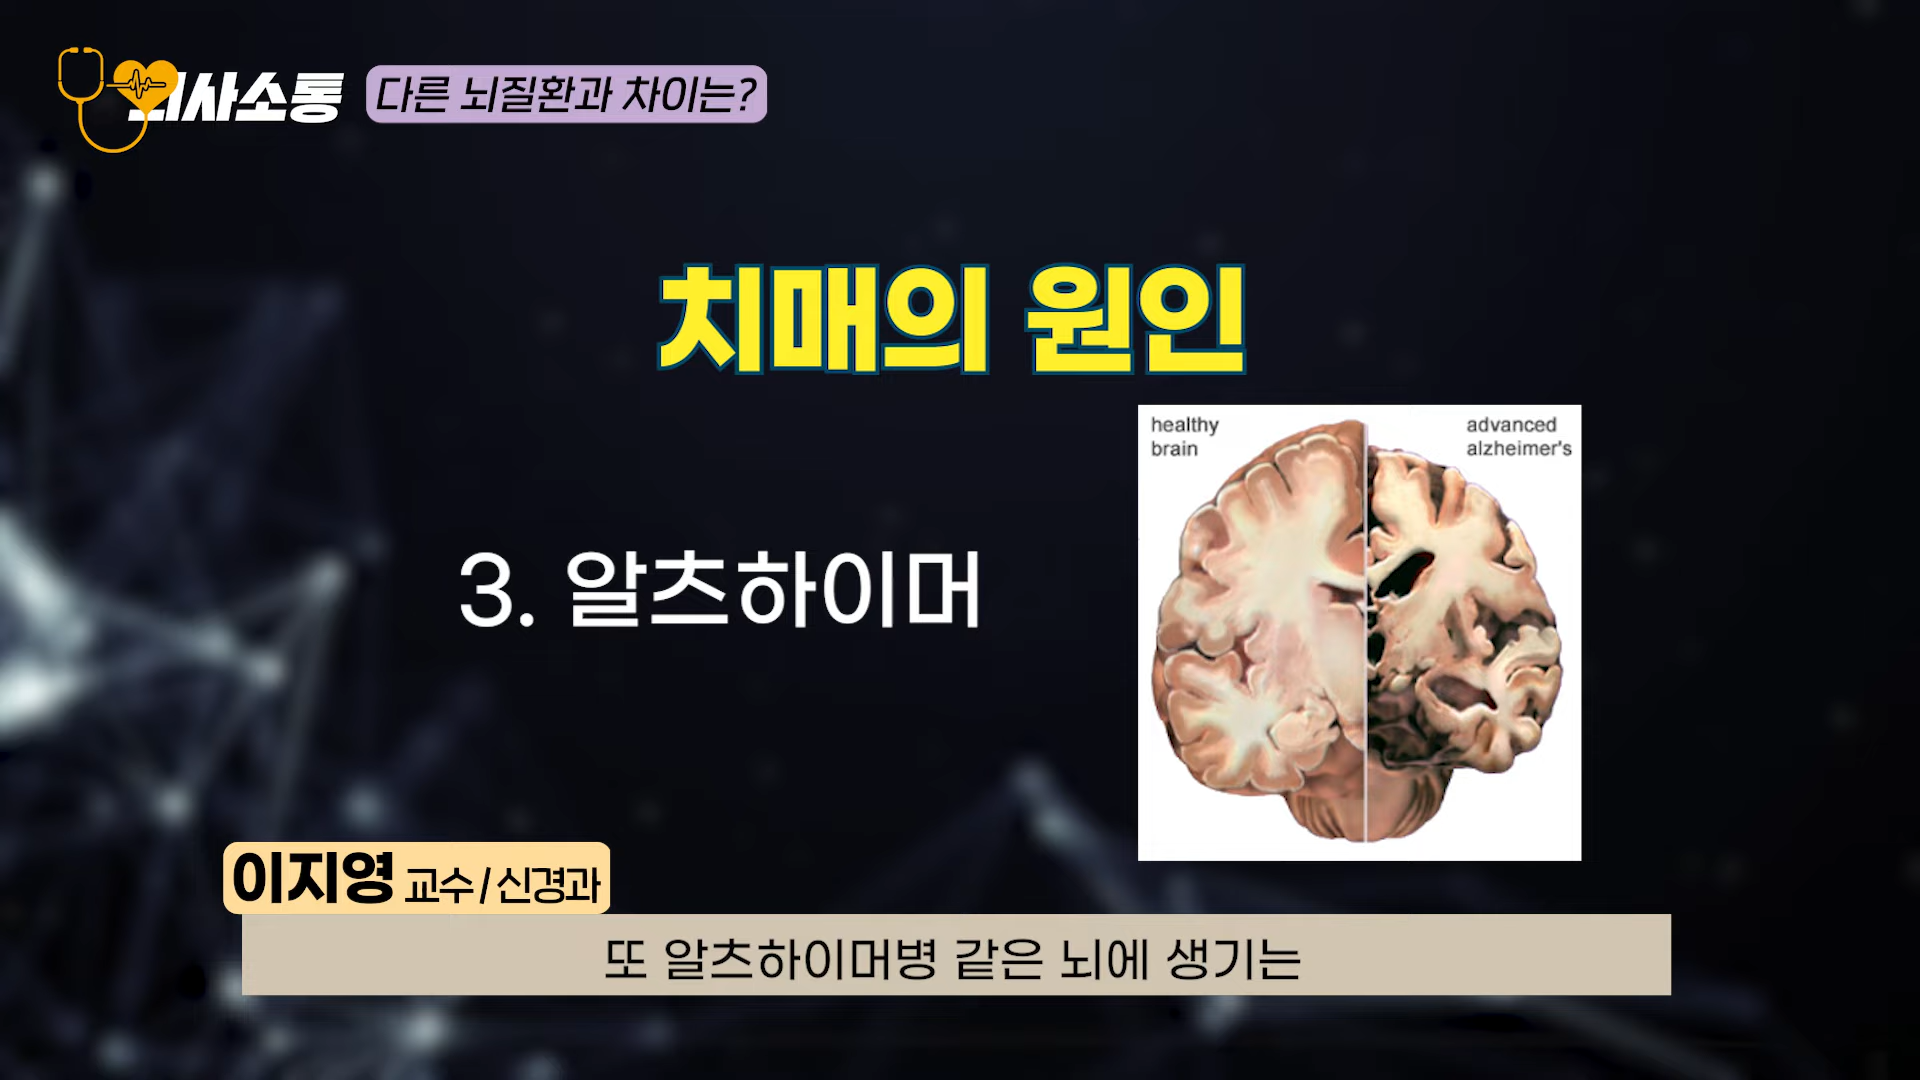 의사소통
다른 뇌질환과 차이는?
치매의 원인
3. 알츠하이머
healthy
brain
advanced
alzheimer's
이지영 교수 / 신경과
또 알츠하이머병 같은 뇌에 생기는